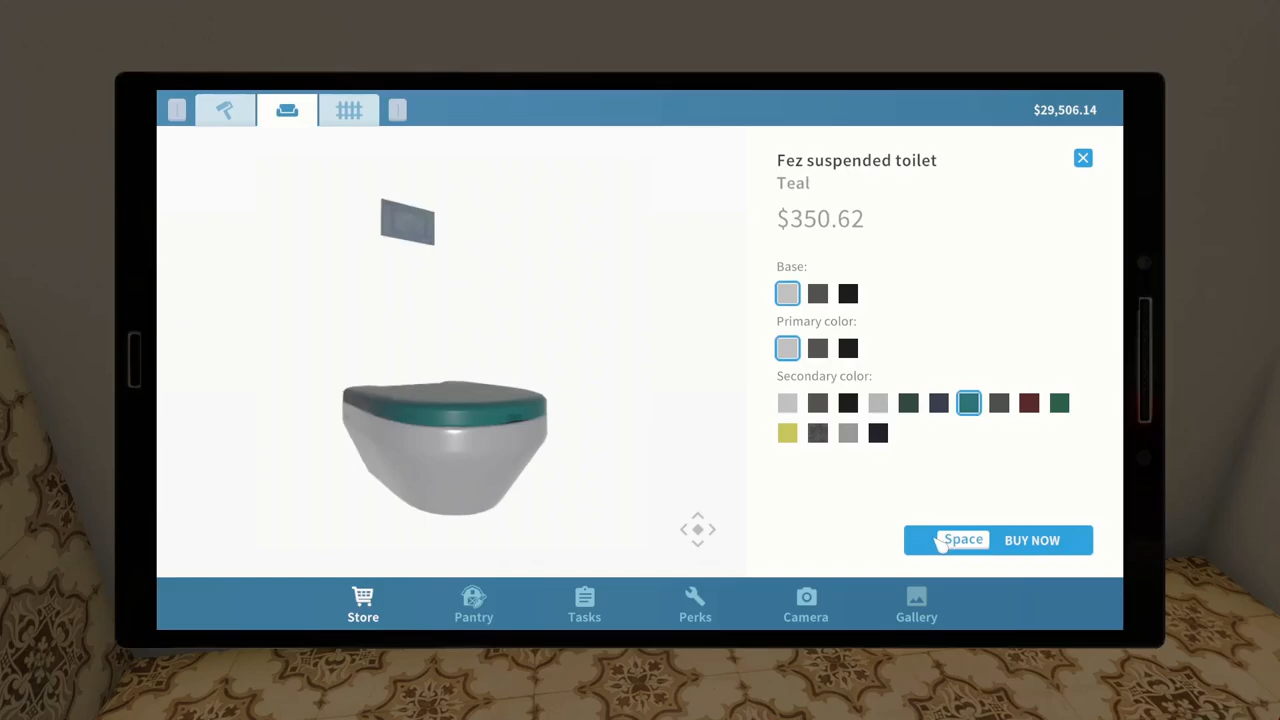 $29,506.14
Fez suspended toilet
Teal
$350.62
Base:
Primary color:
Secondary color:
Space BUY NOW
Store Pantry Tasks Perks Camera Gallery